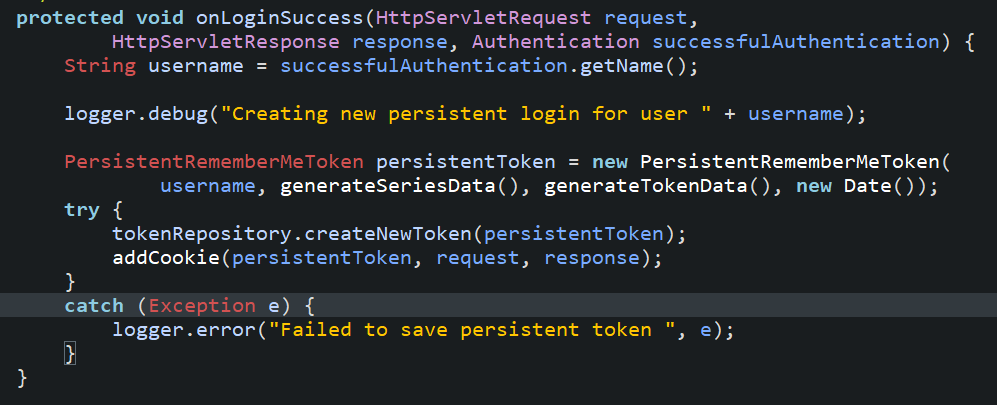 protected void onLoginSuccess(HttpServletRequest request,
        HttpServletResponse response, Authentication successfulAuthentication) {
    String username = successfulAuthentication.getName();

    logger.debug("Creating new persistent login for user " + username);

    PersistentRememberMeToken persistentToken = new PersistentRememberMeToken(
            username, generateSeriesData(), generateTokenData(), new Date());
    try {
        tokenRepository.createNewToken(persistentToken);
        addCookie(persistentToken, request, response);
    }
    catch (Exception e) {
        logger.error("Failed to save persistent token ", e);
    }
}